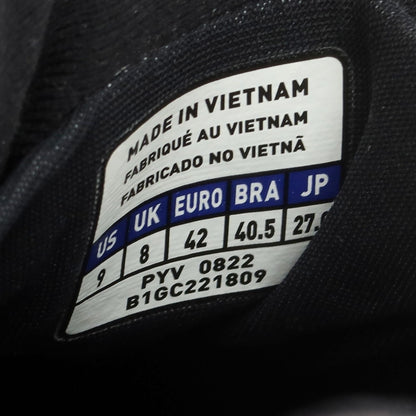 MADE IN VIETNAM
FABRIQUÉ AU VIETNAM
FABRICADO NO VIETNÃ
US UK EURO BRA JP
9 8 42 40.5 27.0
PYV 0822
B1GC221809